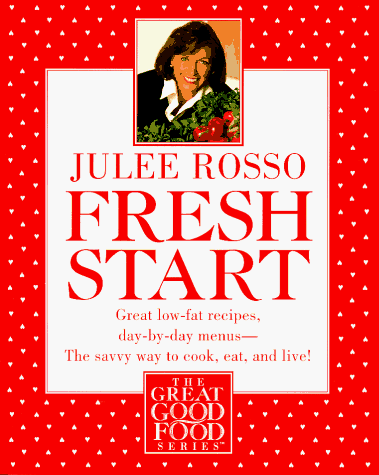 JULEE ROSSO
FRESH
START
Great low-fat recipes,
day-by-day menus—
The savvy way to cook, eat, and live!
THE
GREAT
GOOD
FOOD
SERIES™